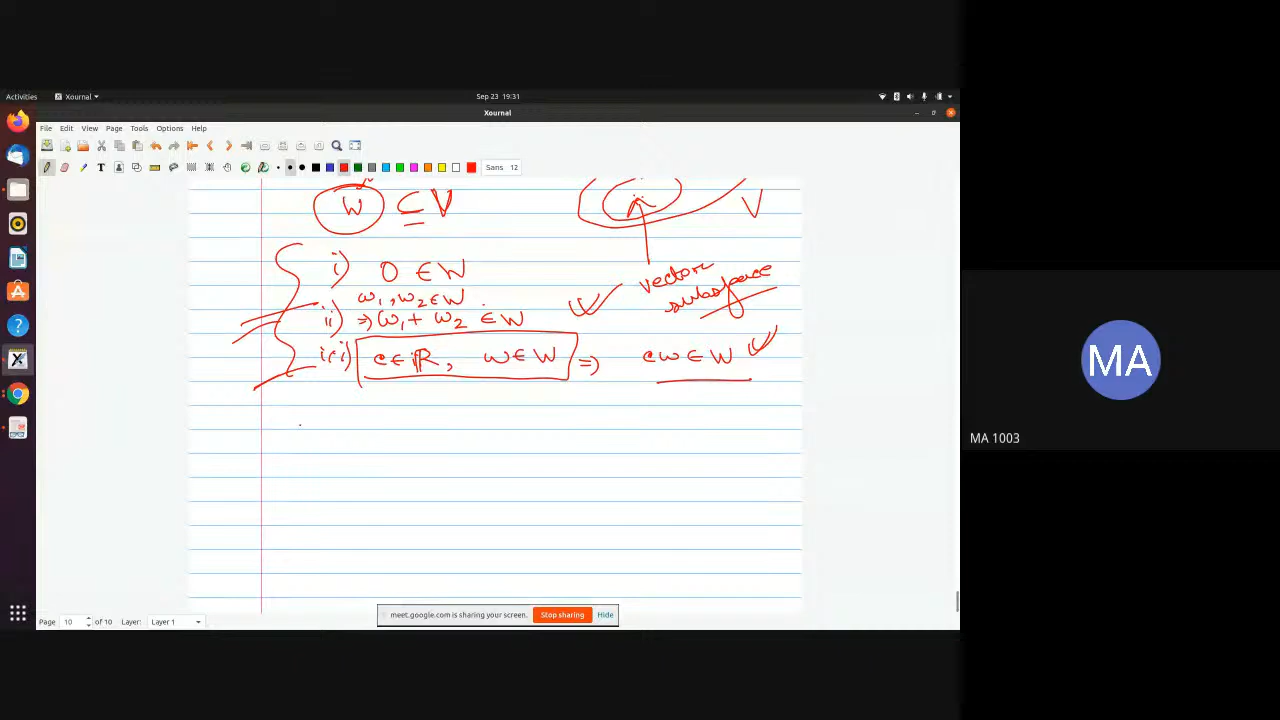 Activities Xournal Sep 23 19:31
Xournal
File Edit View Page Tools Options Help
Sans 12
W ⊆ V
V
i) 0 ∈ W
vector
subspace
w₁, w₂ ∈ W
ii) ⇒ w₁ + w₂ ∈ W
iii) c ∈ ℝ, w ∈ W ⇒ cw ∈ W
MA
MA 1003
meet.google.com is sharing your screen. Stop sharing Hide
Page 10 of 10 Layer: Layer 1